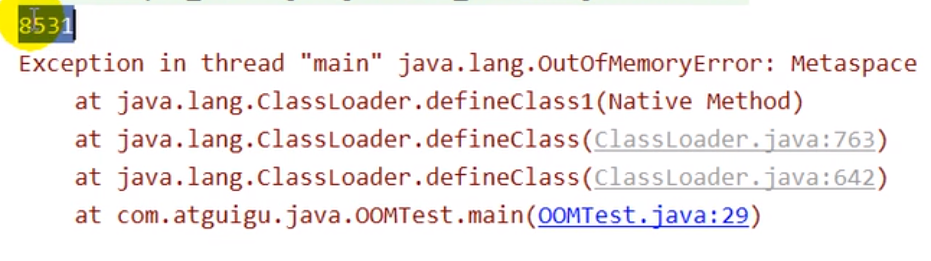 8531
Exception in thread "main" java.lang.OutOfMemoryError: Metaspace
at java.lang.ClassLoader.defineClass1(Native Method)
at java.lang.ClassLoader.defineClass(ClassLoader.java:763)
at java.lang.ClassLoader.defineClass(ClassLoader.java:642)
at com.atguigu.java.OOMTest.main(OOMTest.java:29)